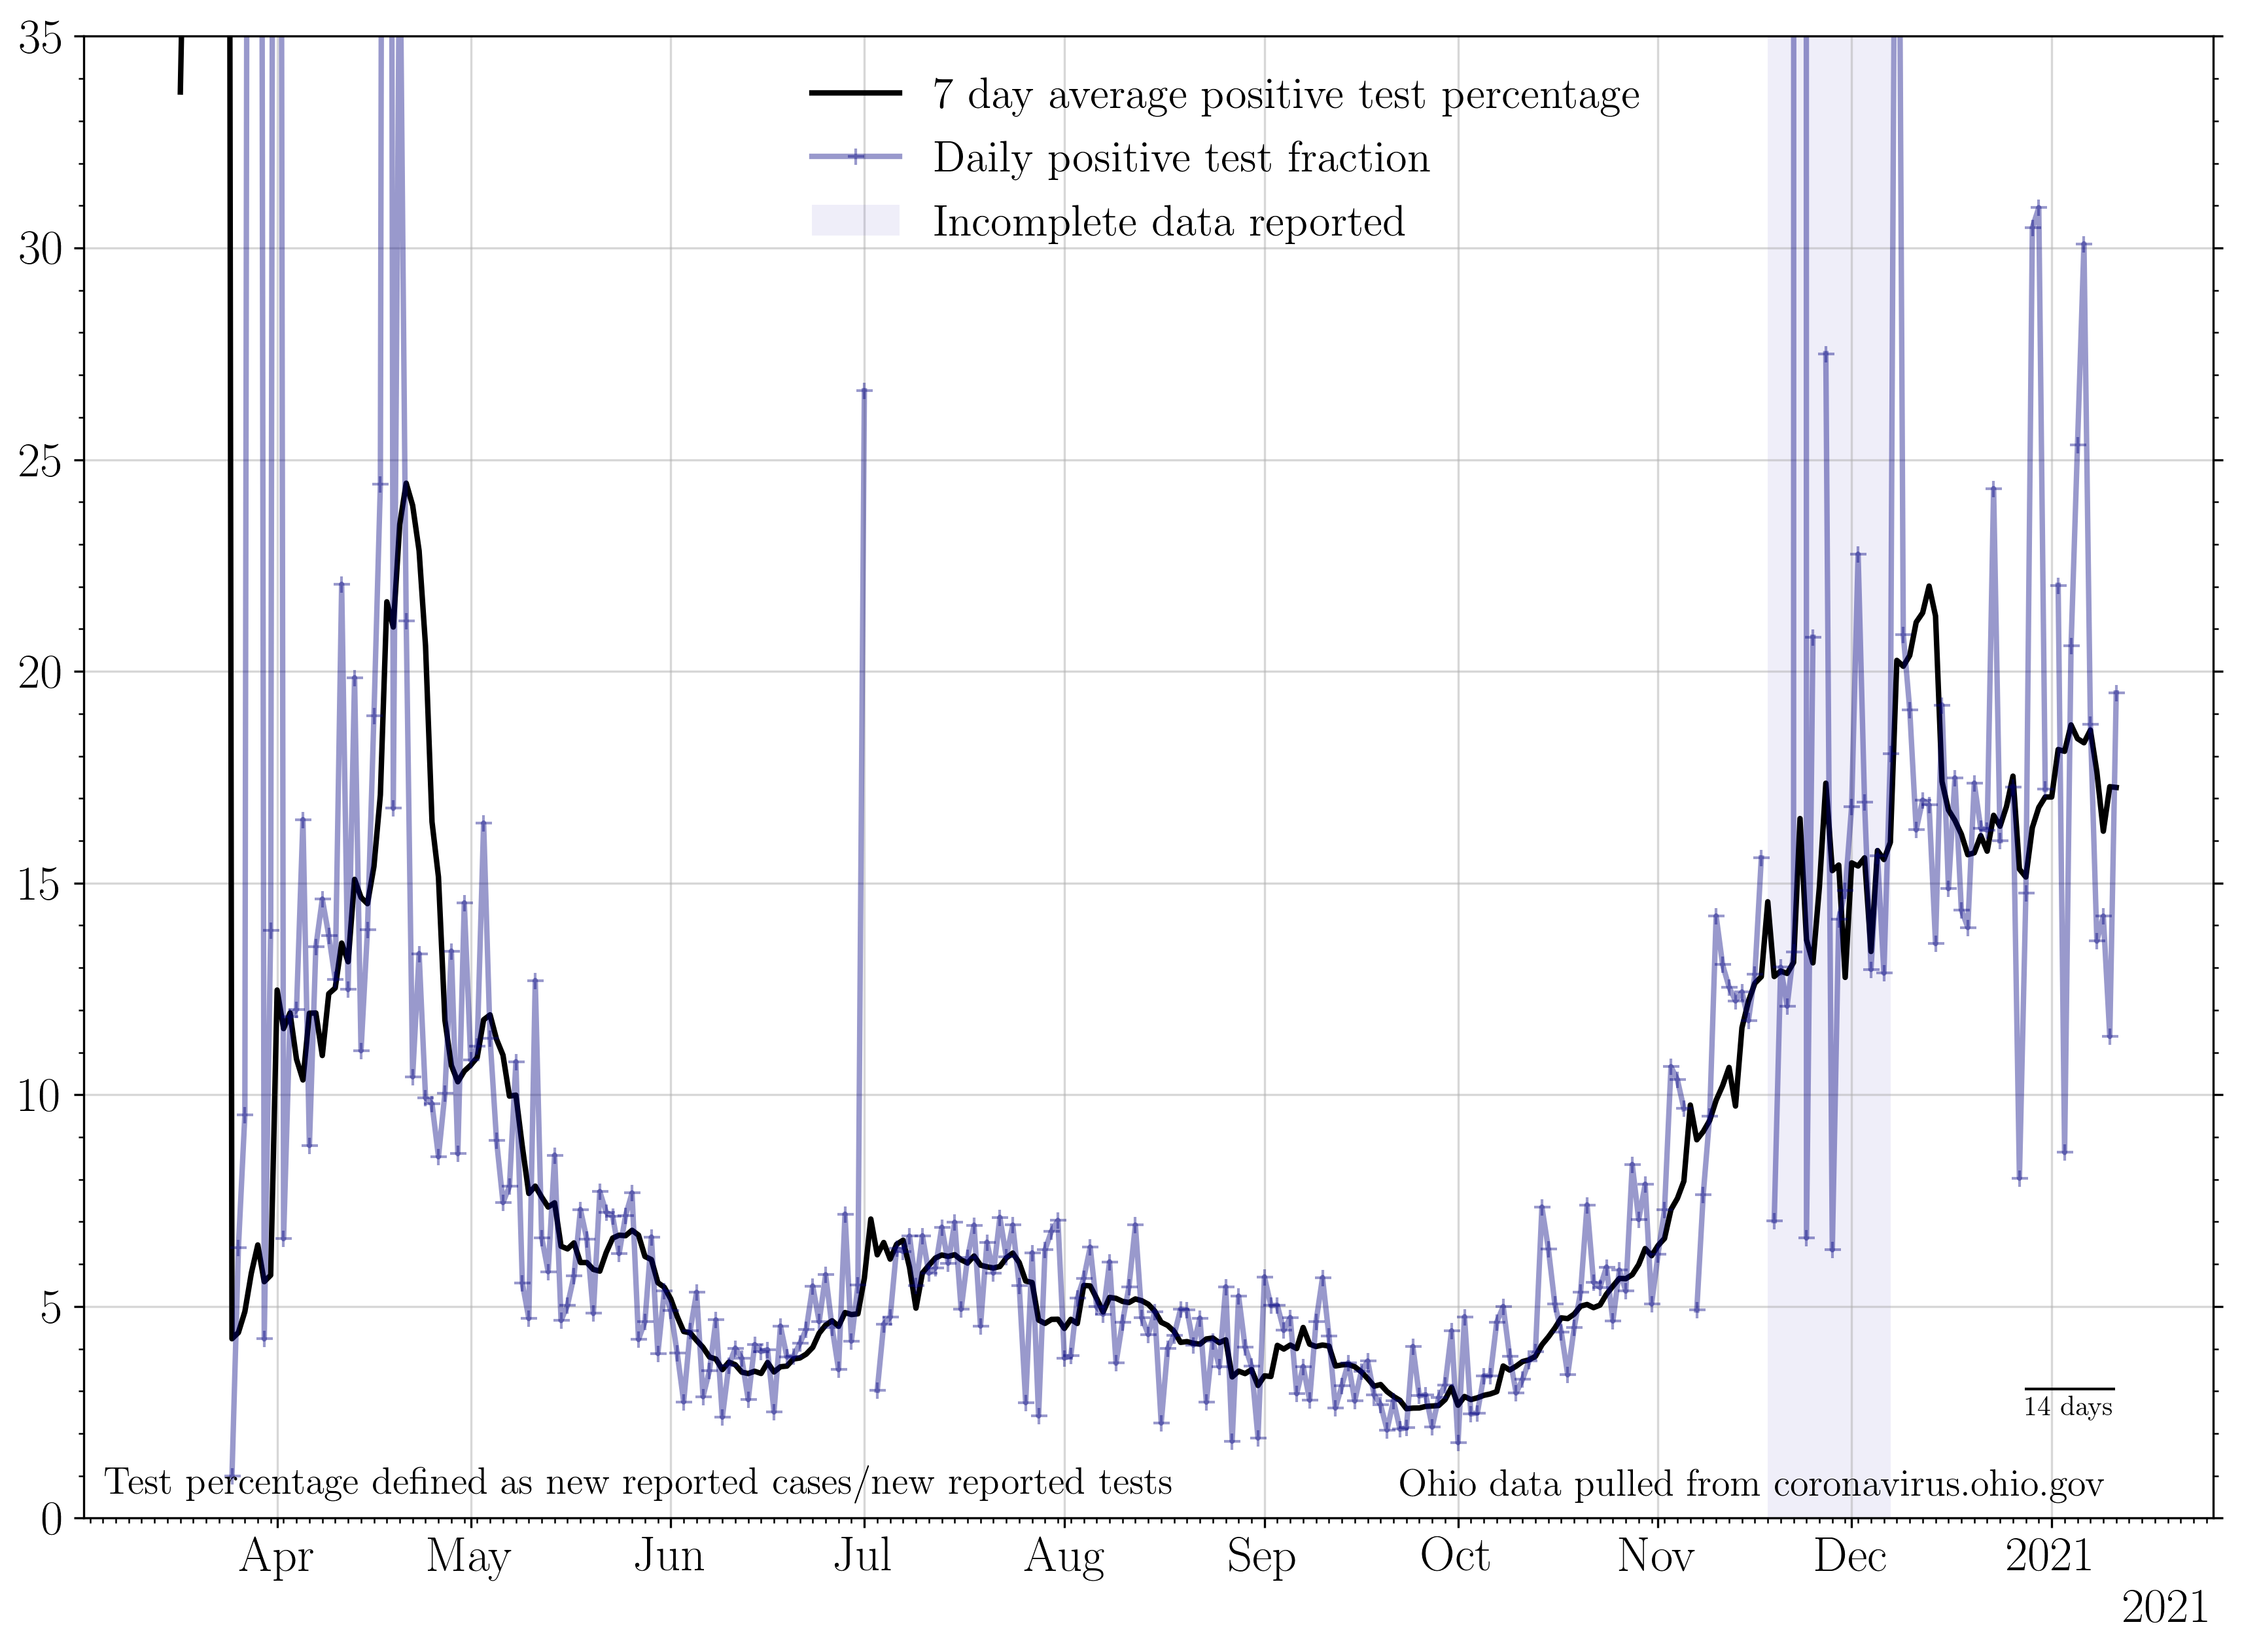 35
30
25
20
15
10
5
0
7 day average positive test percentage
Daily positive test fraction
Incomplete data reported
14 days
Test percentage defined as new reported cases/new reported tests
Ohio data pulled from coronavirus.ohio.gov
Apr May Jun Jul Aug Sep Oct Nov Dec 2021
2021